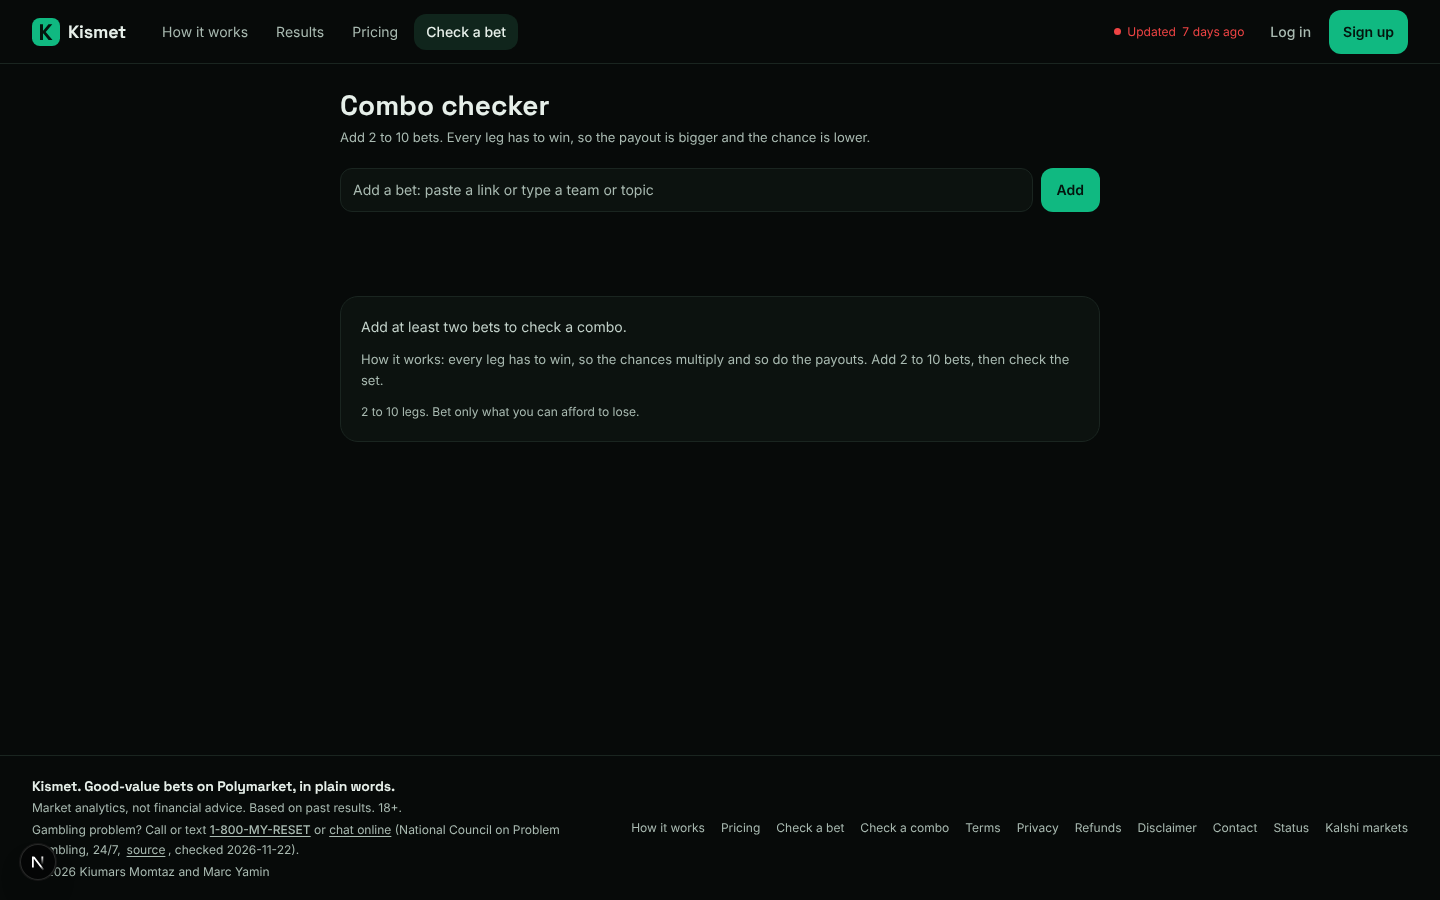 K Kismet
How it works
Results
Pricing
Check a bet
Updated 7 days ago
Log in
Sign up
Combo checker
Add 2 to 10 bets. Every leg has to win, so the payout is bigger and the chance is lower.
Add a bet: paste a link or type a team or topic
Add
Add at least two bets to check a combo.
How it works: every leg has to win, so the chances multiply and so do the payouts. Add 2 to 10 bets, then check the
set.
2 to 10 legs. Bet only what you can afford to lose.
Kismet. Good-value bets on Polymarket, in plain words.
Market analytics, not financial advice. Based on past results. 18+.
Gambling problem? Call or text 1-800-MY-RESET or chat online (National Council on Problem
mbling, 24/7, source , checked 2026-11-22).
026 Kiumars Momtaz and Marc Yamin
N
How it works
Pricing
Check a bet
Check a combo
Terms
Privacy
Refunds
Disclaimer
Contact
Status
Kalshi markets